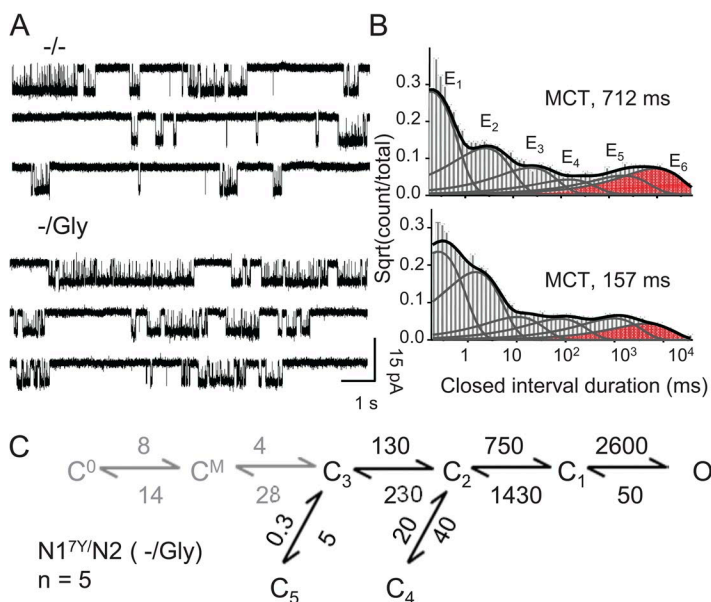 A
-/-
-/Gly
15 pA
1 s
B
Sqrt(count/total)
0.3
0.2
0.1
0.0
E1
E2
E3
E4
E5
E6
MCT, 712 ms
0.3
0.2
0.1
0.0
MCT, 157 ms
1 10 10² 10³ 10⁴
Closed interval duration (ms)
C
8 4 130 750 2600
C⁰ Cᴹ C₃ C₂ C₁ O
14 28 230 1430 50
0.3 5 20 40
N1⁷ʸ/N2 ( -/Gly)
n = 5
C₅ C₄